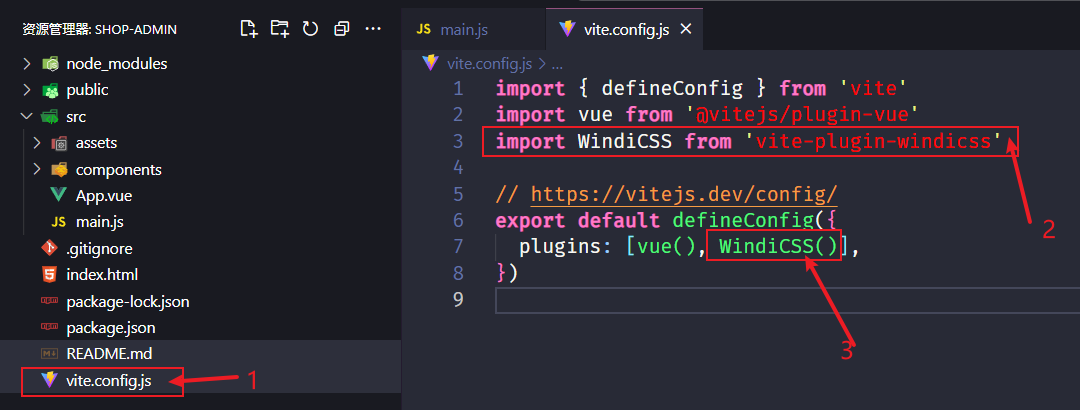 资源管理器: SHOP-ADMIN
node_modules
public
src
assets
components
App.vue
JS main.js
.gitignore
index.html
package-lock.json
package.json
README.md
vite.config.js
1
JS main.js
vite.config.js
vite.config.js > ...
1 import { defineConfig } from 'vite'
2 import vue from '@vitejs/plugin-vue'
3 import WindiCSS from 'vite-plugin-windicss'
4
5 // https://vitejs.dev/config/
6 export default defineConfig({
7 plugins: [vue(), WindiCSS()],
8 })
9
2
3